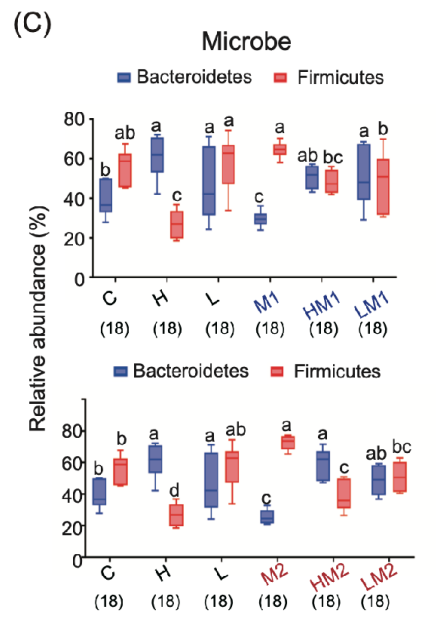 (C)
Microbe
Bacteroidetes Firmicutes
Relative abundance (%)
80
60
40
20
0
b ab a c a a c a ab bc a b
C H L M1 HM1 LM1
(18) (18) (18) (18) (18) (18)
Bacteroidetes Firmicutes
80
60
40
20
0
b b a d a ab c a a c ab bc
C H L M2 HM2 LM2
(18) (18) (18) (18) (18) (18)